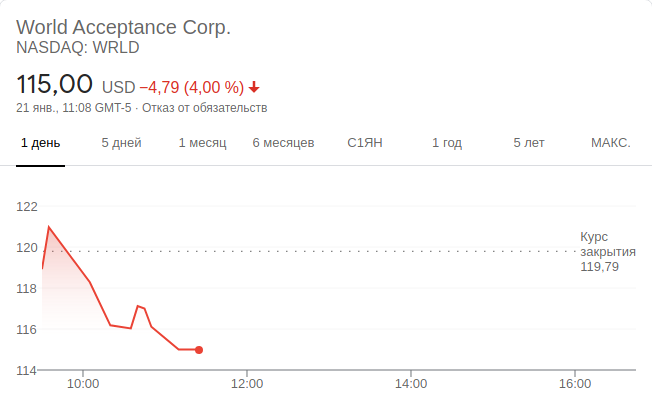 World Acceptance Corp.
NASDAQ: WRLD
115,00 USD −4,79 (4,00 %)
21 янв., 11:08 GMT-5 · Отказ от обязательств
1 день 5 дней 1 месяц 6 месяцев С1ЯН 1 год 5 лет МАКС.
122
120
118
116
114
Курс
закрытия
119,79
10:00 12:00 14:00 16:00